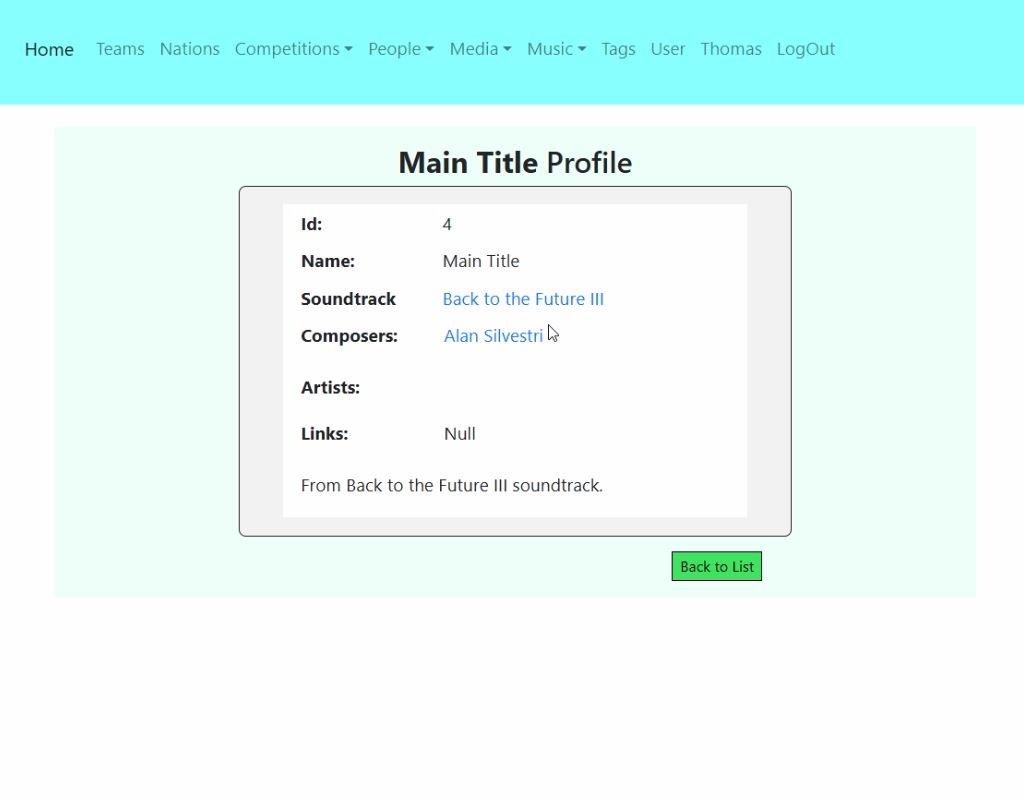 Home Teams Nations Competitions People Media Music Tags User Thomas LogOut
Main Title Profile
Id: 4
Name: Main Title
Soundtrack Back to the Future III
Composers: Alan Silvestri
Artists:
Links: Null
From Back to the Future III soundtrack.
Back to List